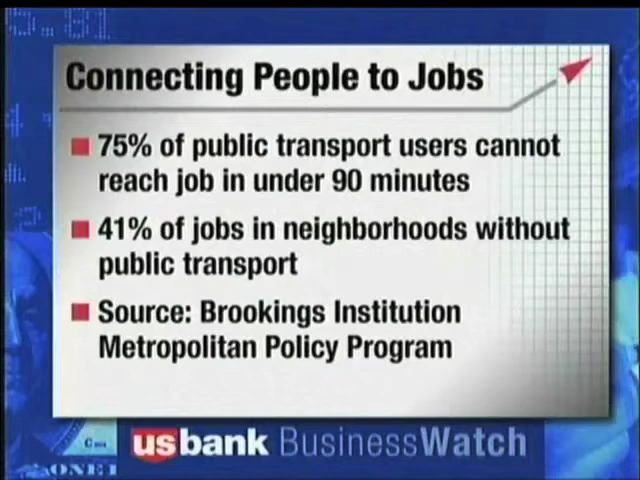 Connecting People to Jobs
75% of public transport users cannot
reach job in under 90 minutes
41% of jobs in neighborhoods without
public transport
Source: Brookings Institution
Metropolitan Policy Program
usbank BusinessWatch